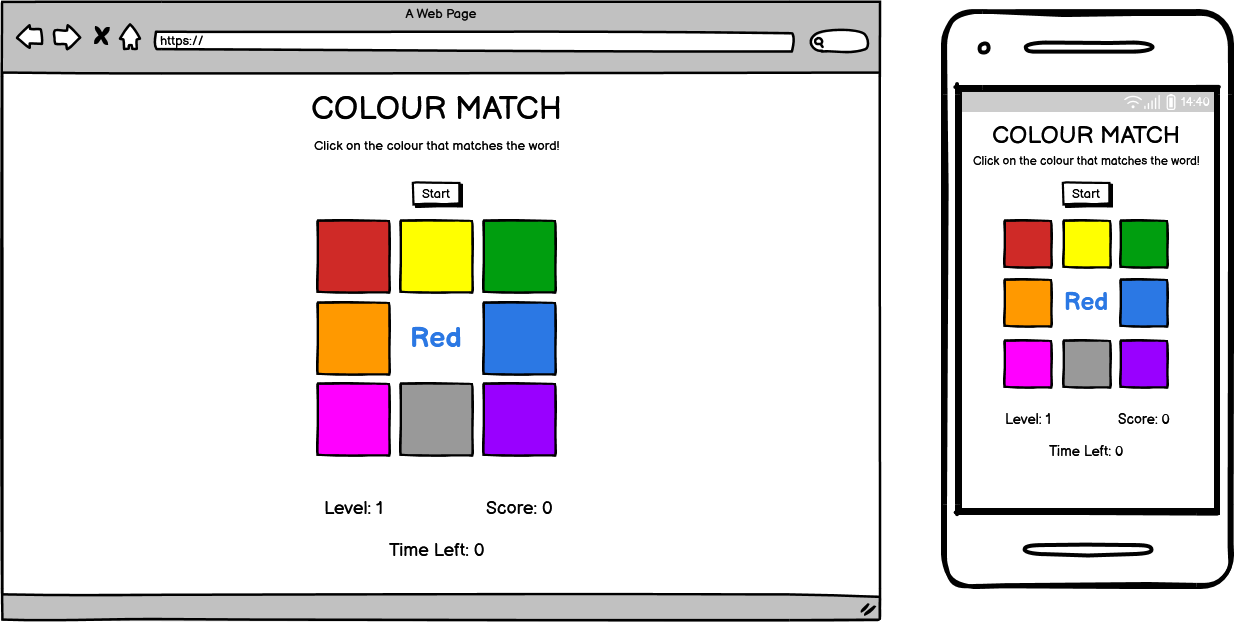 A Web Page
https://
COLOUR MATCH
Click on the colour that matches the word!
Start
Red
Level: 1
Score: 0
Time Left: 0
14:40
COLOUR MATCH
Click on the colour that matches the word!
Start
Red
Level: 1
Score: 0
Time Left: 0